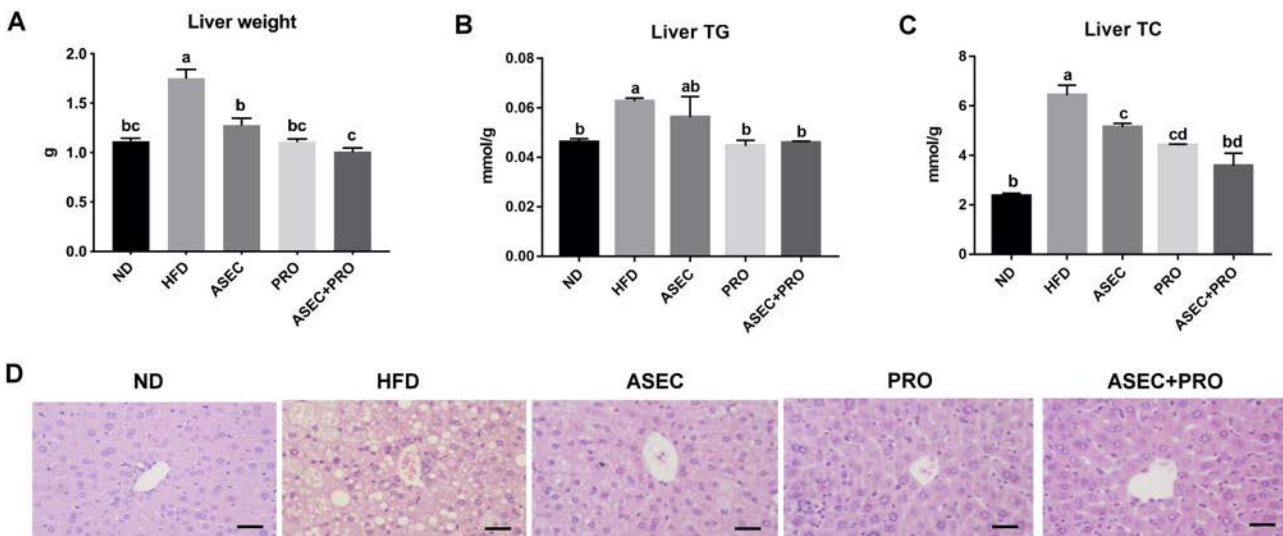 A
Liver weight
g
2.0
1.5
1.0
0.5
0.0
bc
a
b
bc
c
ND
HFD
ASEC
PRO
ASEC+PRO
B
Liver TG
mmol/g
0.08
0.06
0.04
0.02
0.00
b
a
ab
b
b
ND
HFD
ASEC
PRO
ASEC+PRO
C
Liver TC
mmol/g
8
6
4
2
0
b
a
c
cd
bd
ND
HFD
ASEC
PRO
ASEC+PRO
D
ND
HFD
ASEC
PRO
ASEC+PRO